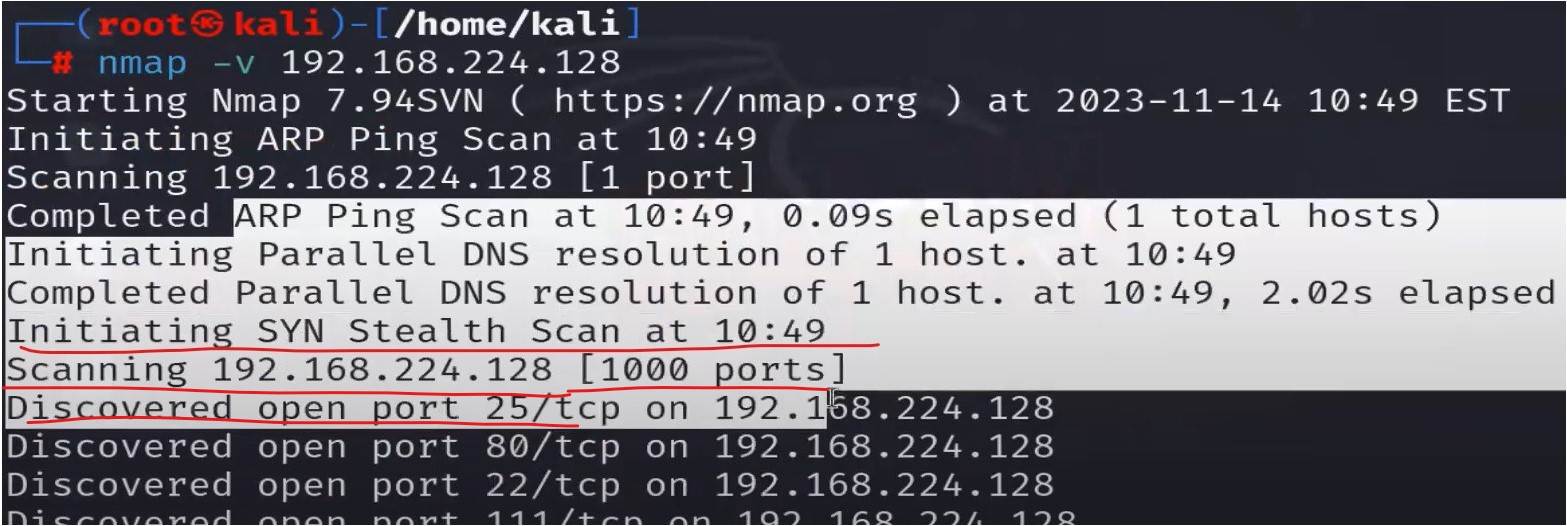 ┌──(root㉿kali)-[/home/kali]
└─# nmap -v 192.168.224.128
Starting Nmap 7.94SVN ( https://nmap.org ) at 2023-11-14 10:49 EST
Initiating ARP Ping Scan at 10:49
Scanning 192.168.224.128 [1 port]
Completed ARP Ping Scan at 10:49, 0.09s elapsed (1 total hosts)
Initiating Parallel DNS resolution of 1 host. at 10:49
Completed Parallel DNS resolution of 1 host. at 10:49, 2.02s elapsed
Initiating SYN Stealth Scan at 10:49
Scanning 192.168.224.128 [1000 ports]
Discovered open port 25/tcp on 192.168.224.128
Discovered open port 80/tcp on 192.168.224.128
Discovered open port 22/tcp on 192.168.224.128
Discovered open port 111/tcp on 192.168.224.128